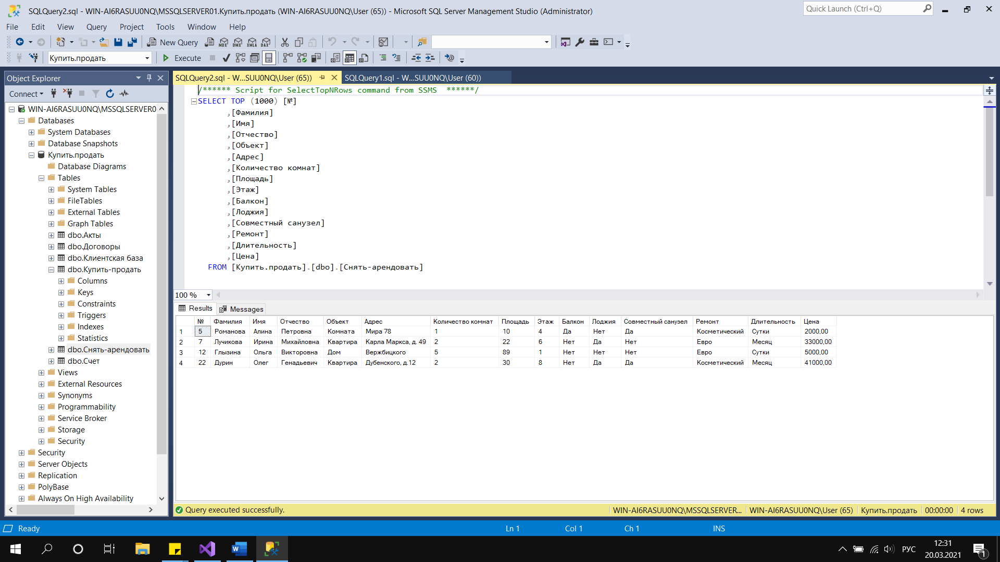 SQLQuery2.sql - WIN-AI6RASUU0NQ\MSSQLSERVER01.Купить.продать (WIN-AI6RASUU0NQ\User (65)) - Microsoft SQL Server Management Studio (Administrator)
Quick Launch (Ctrl+Q)
File Edit View Query Project Tools Window Help
New Query MDX DMX XMLA DAX
Купить.продать Execute
Object Explorer
SQLQuery2.sql - W...SUU0NQ\User (65))
SQLQuery1.sql - W...SUU0NQ\User (60))
Connect
WIN-AI6RASUU0NQ\MSSQLSERVER0
Databases
System Databases
Database Snapshots
Купить.продать
Database Diagrams
Tables
System Tables
FileTables
External Tables
Graph Tables
dbo.Акты
dbo.Договоры
dbo.Клиентская база
dbo.Купить-продать
Columns
Keys
Constraints
Triggers
Indexes
Statistics
dbo.Снять-арендовать
dbo.Счет
Views
External Resources
Synonyms
Programmability
Service Broker
Storage
Security
Security
Server Objects
Replication
PolyBase
Always On High Availability
/****** Script for SelectTopNRows command from SSMS ******/
SELECT TOP (1000) [№]
,[Фамилия]
,[Имя]
,[Отчество]
,[Объект]
,[Адрес]
,[Количество комнат]
,[Площадь]
,[Этаж]
,[Балкон]
,[Лоджия]
,[Совместный санузел]
,[Ремонт]
,[Длительность]
,[Цена]
FROM [Купить.продать].[dbo].[Снять-арендовать]
100 %
Results Messages
№ Фамилия Имя Отчество Объект Адрес Количество комнат Площадь Этаж Балкон Лоджия Совместный санузел Ремонт Длительность Цена
1 5 Романова Алина Петровна Комната Мира 78 1 10 4 Да Нет Да Косметический Сутки 2000,00
2 7 Лучикова Ирина Михайловна Квартира Карла Маркса, д. 49 2 22 6 Нет Да Нет Евро Месяц 33000,00
3 12 Глызина Ольга Викторовна Дом Вержбицкого 5 89 1 Нет Нет Нет Евро Сутки 5000,00
4 22 Дурин Олег Генадьевич Квартира Дубенского, д.12 2 30 8 Нет Да Да Косметический Месяц 41000,00
Query executed successfully. WIN-AI6RASUU0NQ\MSSQLSERVER... WIN-AI6RASUU0NQ\User (65) Купить.продать 00:00:00 4 rows
Ready Ln 1 Col 1 Ch 1 INS
РУС 12:31
20.03.2021
1